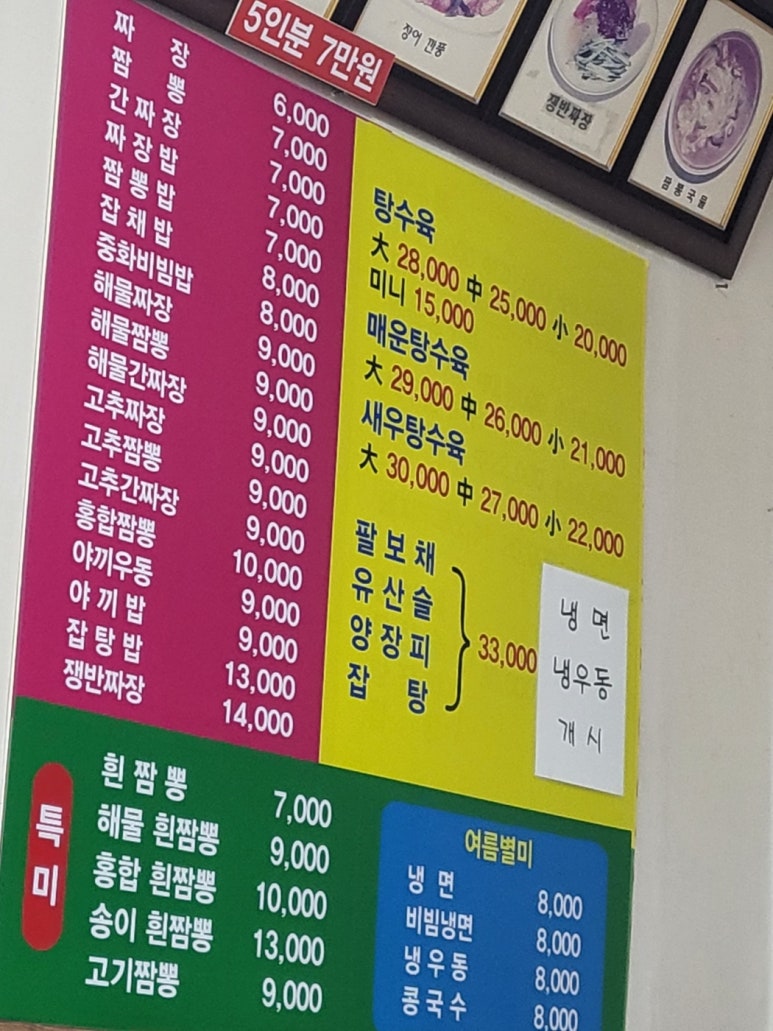 5인분 7만원
장어 깐풍
쟁반짜장
짬뽕국물
짜 장 6,000
짬 뽕 7,000
간 짜 장 7,000
짜 장 밥 7,000
짬 뽕 밥 7,000
잡 채 밥 8,000
중화비빔밥 8,000
해물짜장 9,000
해물짬뽕 9,000
해물간짜장 9,000
고추짜장 9,000
고추짬뽕 9,000
고추간짜장 9,000
홍합짬뽕 10,000
야끼우동 9,000
야 끼 밥 9,000
잡 탕 밥 13,000
쟁반짜장 14,000
탕수육
大 28,000 中 25,000 小 20,000
미니 15,000
매운탕수육
大 29,000 中 26,000 小 21,000
새우탕수육
大 30,000 中 27,000 小 22,000
팔 보 채
유 산 슬
양 장 피
잡 탕
33,000
냉 면
냉우동
개 시
특미
흰 짬 뽕 7,000
해물 흰짬뽕 9,000
홍합 흰짬뽕 10,000
송이 흰짬뽕 13,000
고기짬뽕 9,000
여름별미
냉 면 8,000
비빔냉면 8,000
냉 우 동 8,000
콩 국 수 8,000